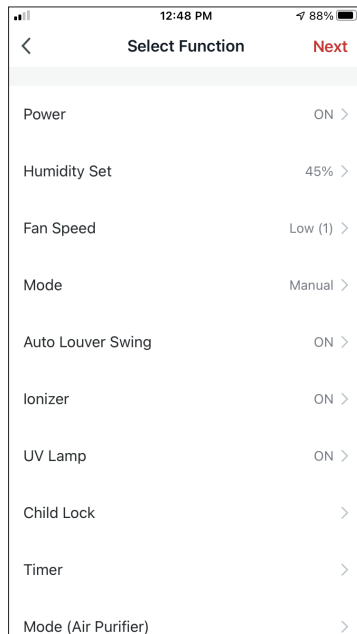 12:48 PM 88%
Select Function Next
Power ON
Humidity Set 45%
Fan Speed Low (1)
Mode Manual
Auto Louver Swing ON
Ionizer ON
UV Lamp ON
Child Lock
Timer
Mode (Air Purifier)